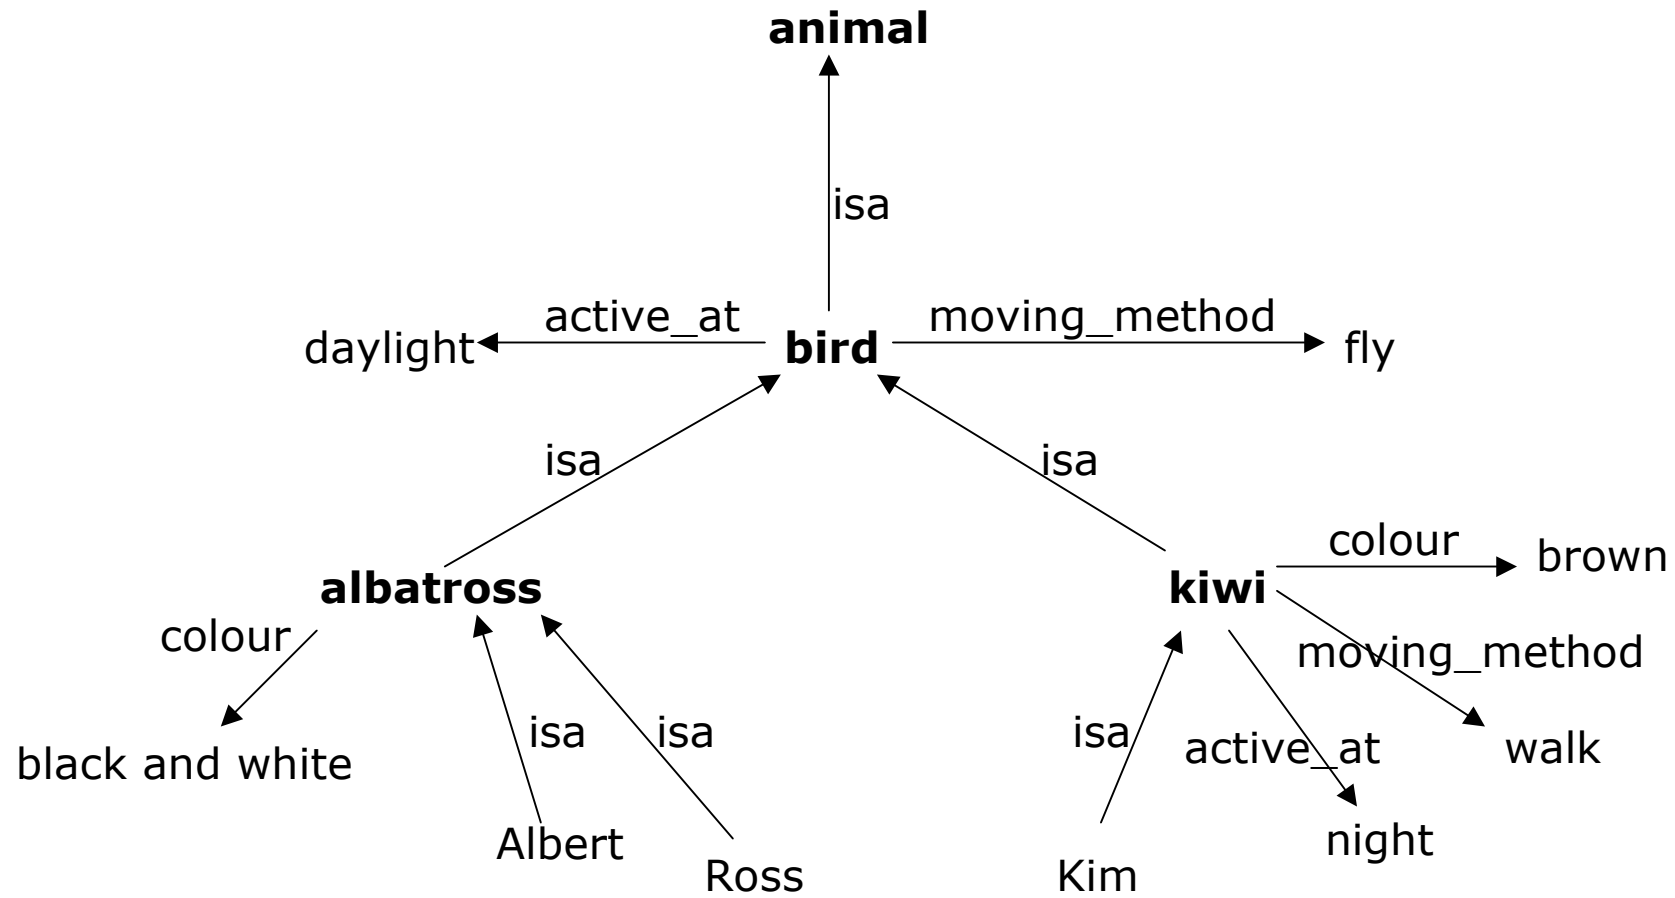 animal
isa
active_at
moving_method
daylight
bird
fly
isa
isa
colour
brown
albatross
kiwi
colour
moving_method
isa
isa
isa
active_at
walk
black and white
Albert
night
Ross
Kim